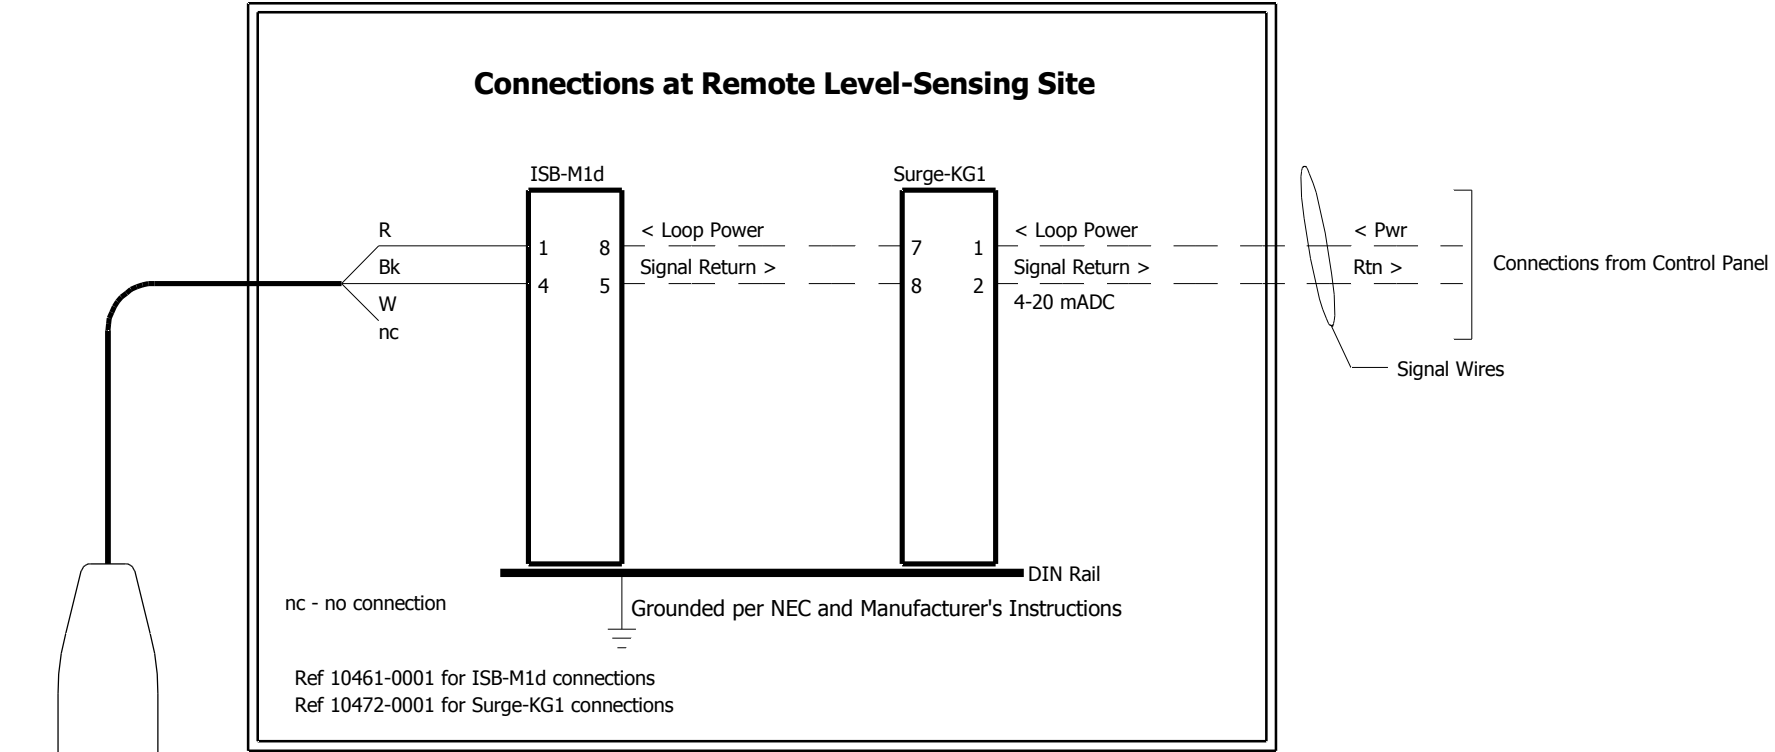 Connections at Remote Level-Sensing Site
ISB-M1d
Surge-KG1
R
< Loop Power
< Loop Power
< Pwr
1
8
7
1
Bk
Signal Return >
Signal Return >
Rtn >
Connections from Control Panel
4
5
8
2
W
4-20 mADC
nc
Signal Wires
DIN Rail
nc - no connection
Grounded per NEC and Manufacturer's Instructions
Ref 10461-0001 for ISB-M1d connections
Ref 10472-0001 for Surge-KG1 connections